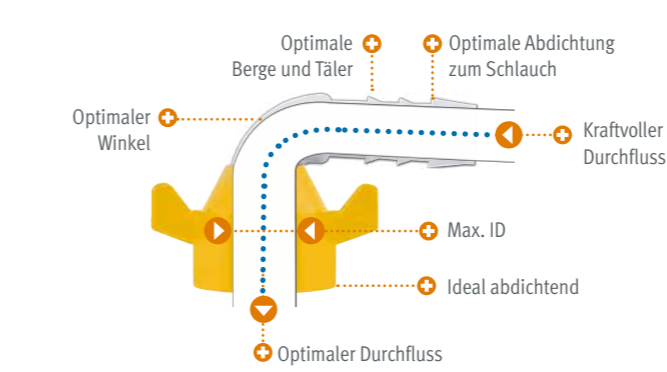 Optimale
Berge und Täler
Optimale Abdichtung
zum Schlauch
Optimaler
Winkel
Kraftvoller
Durchfluss
Max. ID
Ideal abdichtend
Optimaler Durchfluss